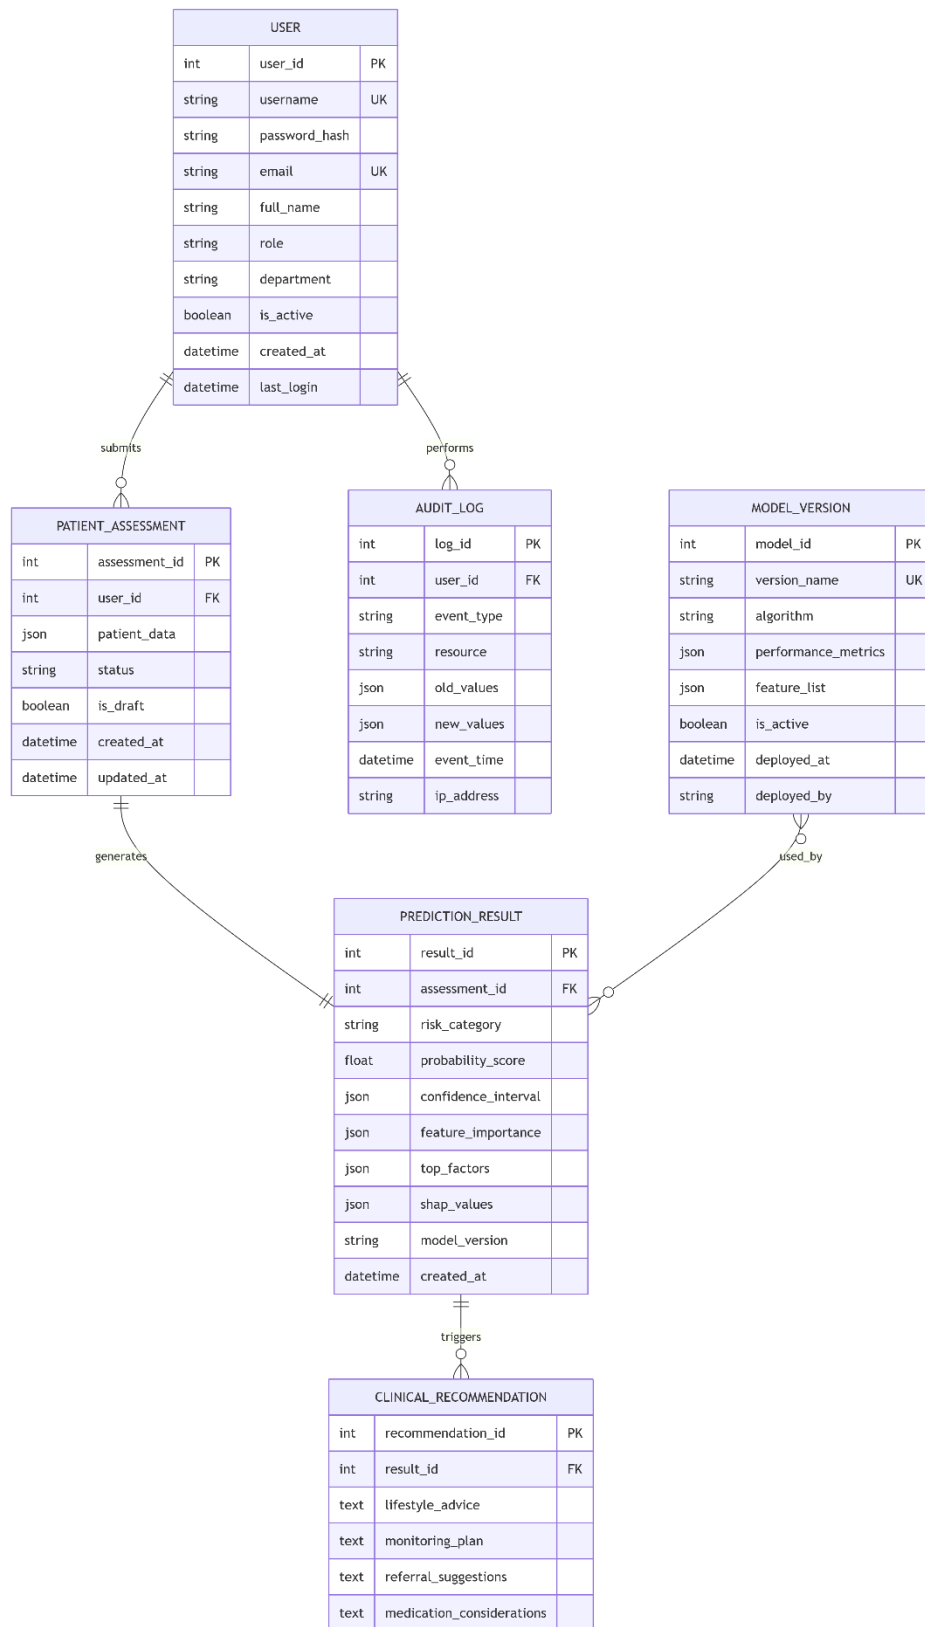 USER
int user_id PK
string username UK
string password_hash
string email UK
string full_name
string role
string department
boolean is_active
datetime created_at
datetime last_login
submits
performs
PATIENT_ASSESSMENT
int assessment_id PK
int user_id FK
json patient_data
string status
boolean is_draft
datetime created_at
datetime updated_at
AUDIT_LOG
int log_id PK
int user_id FK
string event_type
string resource
json old_values
json new_values
datetime event_time
string ip_address
MODEL_VERSION
int model_id PK
string version_name UK
string algorithm
json performance_metrics
json feature_list
boolean is_active
datetime deployed_at
string deployed_by
generates
used_by
PREDICTION_RESULT
int result_id PK
int assessment_id FK
string risk_category
float probability_score
json confidence_interval
json feature_importance
json top_factors
json shap_values
string model_version
datetime created_at
triggers
CLINICAL_RECOMMENDATION
int recommendation_id PK
int result_id FK
text lifestyle_advice
text monitoring_plan
text referral_suggestions
text medication_considerations